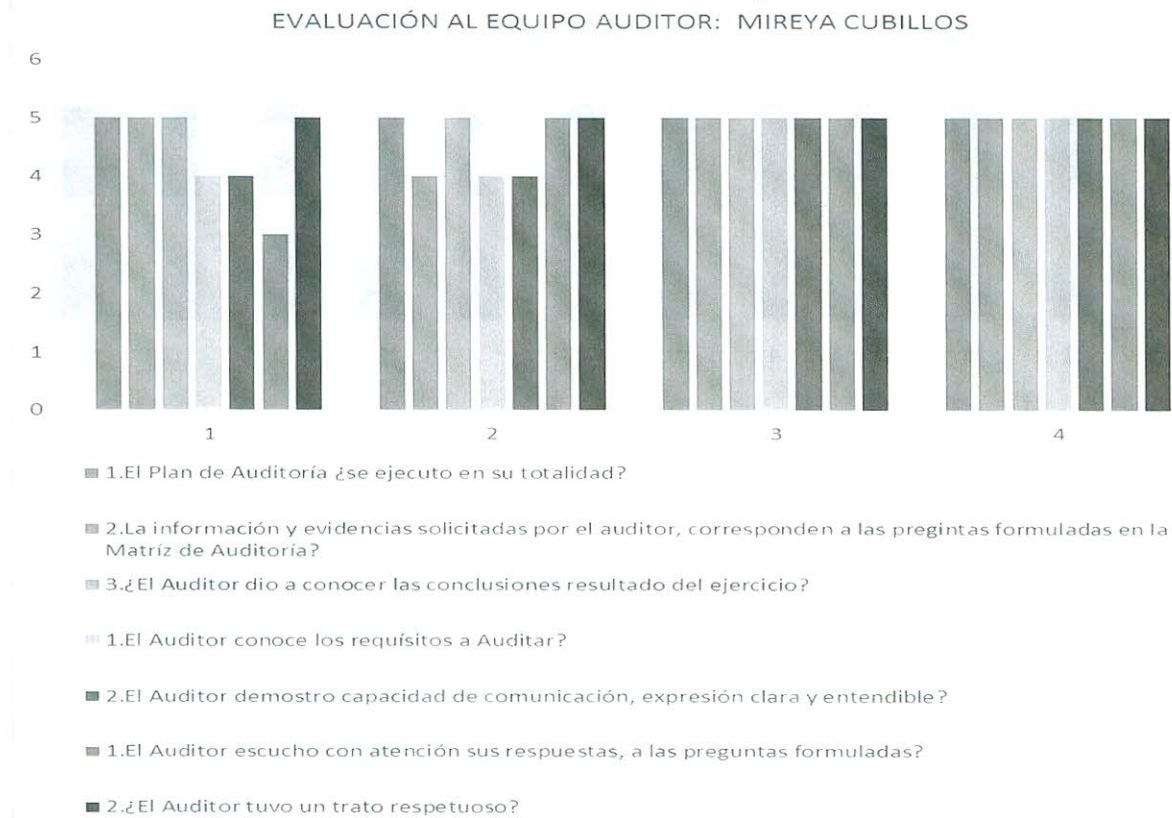 EVALUACIÓN AL EQUIPO AUDITOR: MIREYA CUBILLOS
6
5
4
3
2
1
0
1 2 3 4
1.El Plan de Auditoría ¿se ejecuto en su totalidad?
2.La información y evidencias solicitadas por el auditor, corresponden a las pregintas formuladas en la
Matríz de Auditoría?
3.¿El Auditor dio a conocer las conclusiones resultado del ejercicio?
1.El Auditor conoce los requísitos a Auditar?
2.El Auditor demostro capacidad de comunicación, expresión clara y entendible?
1.El Auditor escucho con atención sus respuestas, a las preguntas formuladas?
2.¿El Auditor tuvo un trato respetuoso?